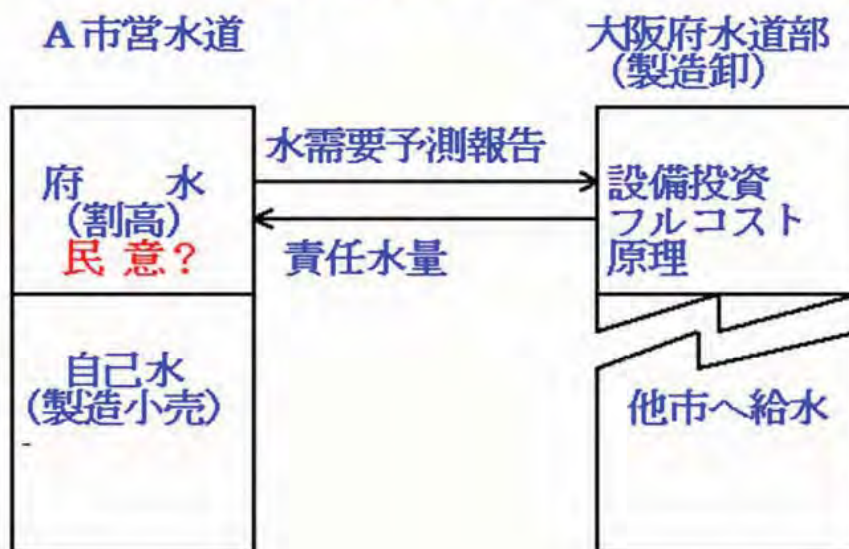 A市営水道
大阪府水道部
(製造卸)
水需要予測報告
府 水
(割高)
民 意?
設備投資
フルコスト
原理
責任水量
自己水
(製造小売)
他市へ給水